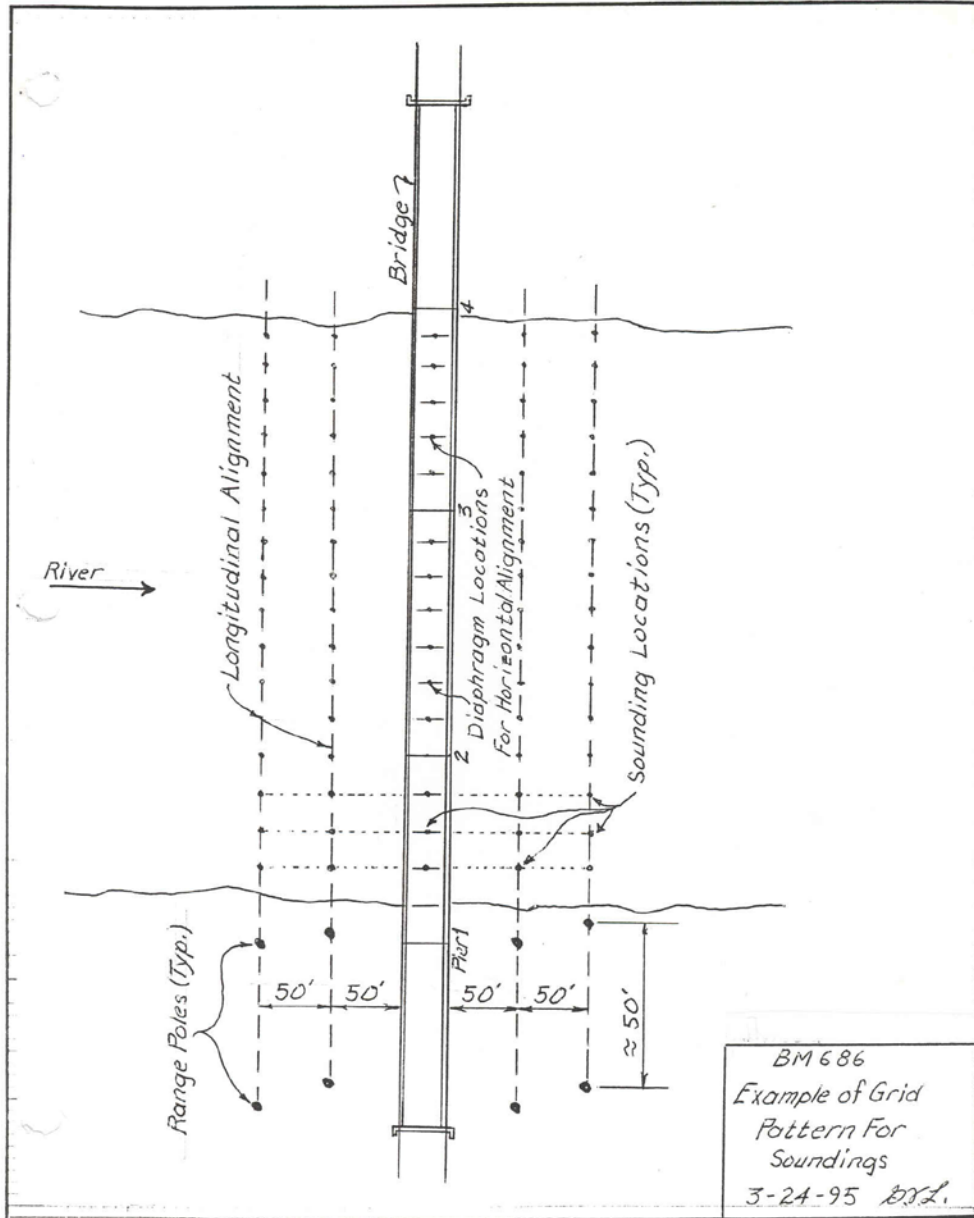 Bridge
4
Longitudinal Alignment
3
Diaphragm Locations
For Horizontal Alignment
Sounding Locations (Typ.)
River
2
Range Poles (Typ.)
Pier 1
50'
50'
50'
50'
≈ 50'
BM 686
Example of Grid
Pattern For
Soundings
3-24-95